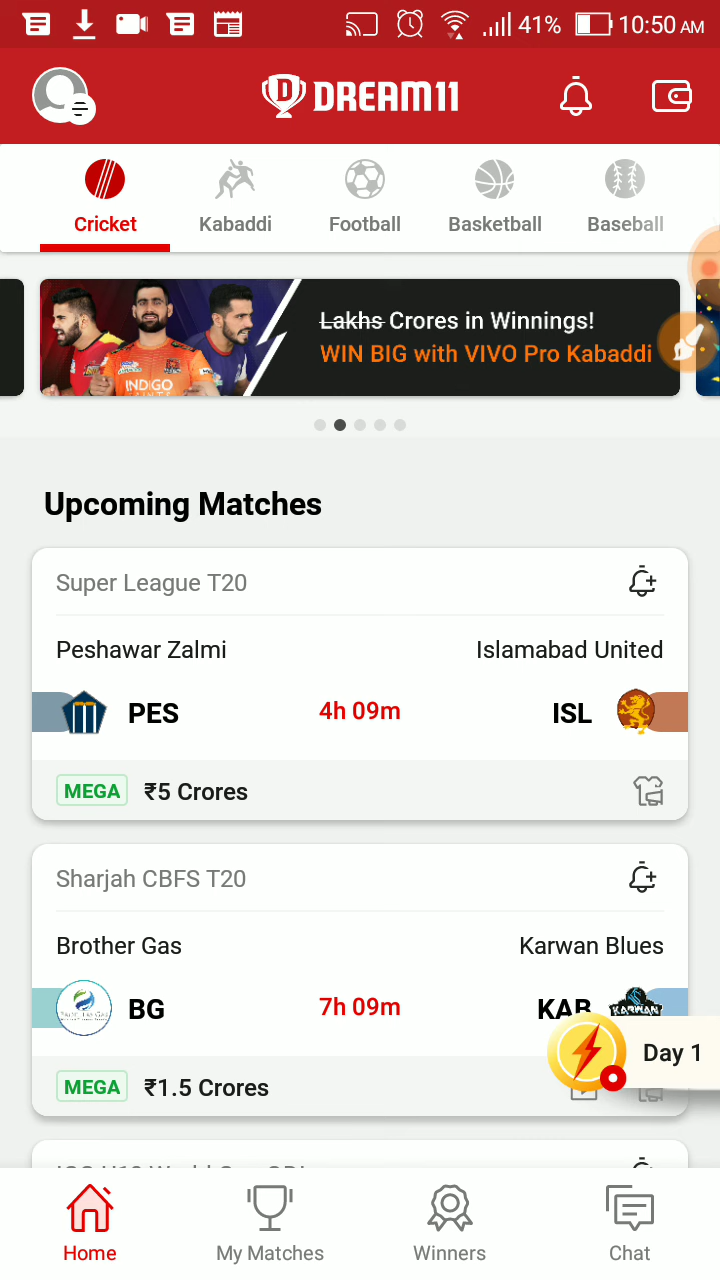 41% 10:50 AM
DREAM11
Cricket Kabaddi Football Basketball Baseball
Lakhs Crores in Winnings!
WIN BIG with VIVO Pro Kabaddi
INDIGO
Upcoming Matches
Super League T20
Peshawar Zalmi Islamabad United
PES 4h 09m ISL
MEGA ₹5 Crores
Sharjah CBFS T20
Brother Gas Karwan Blues
BG 7h 09m KAB
KARWAN
Day 1
MEGA ₹1.5 Crores
Home My Matches Winners Chat